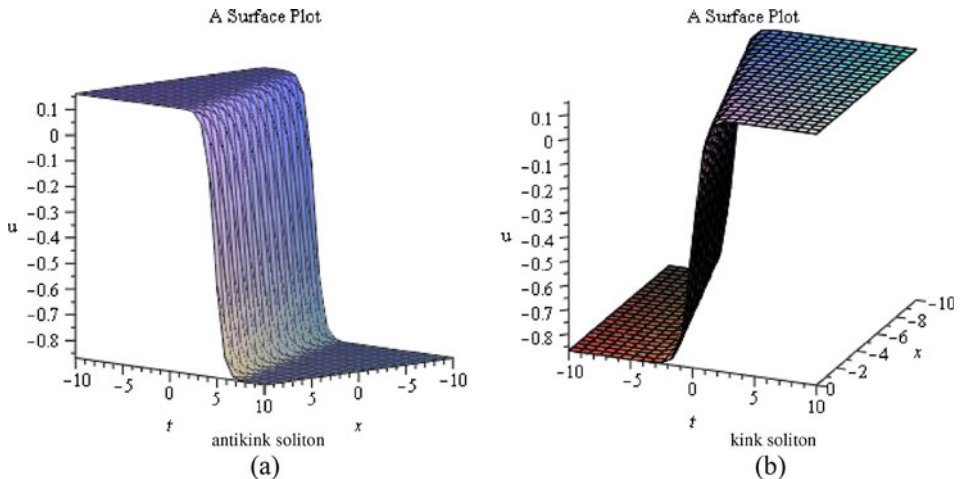 A Surface Plot
0.1
0
−0.1
−0.2
−0.3
−0.4
u
−0.5
−0.6
−0.7
−0.8
−10 −5 0 5 10 5 0 −5 −10
t x
antikink soliton
(a)
A Surface Plot
0.1
0
−0.1
−0.2
−0.3
−0.4
u
−0.5
−0.6
−0.7
−0.8
−10 −5 0 5 10
t
0 −2 −4 −6 −8 −10
x
kink soliton
(b)